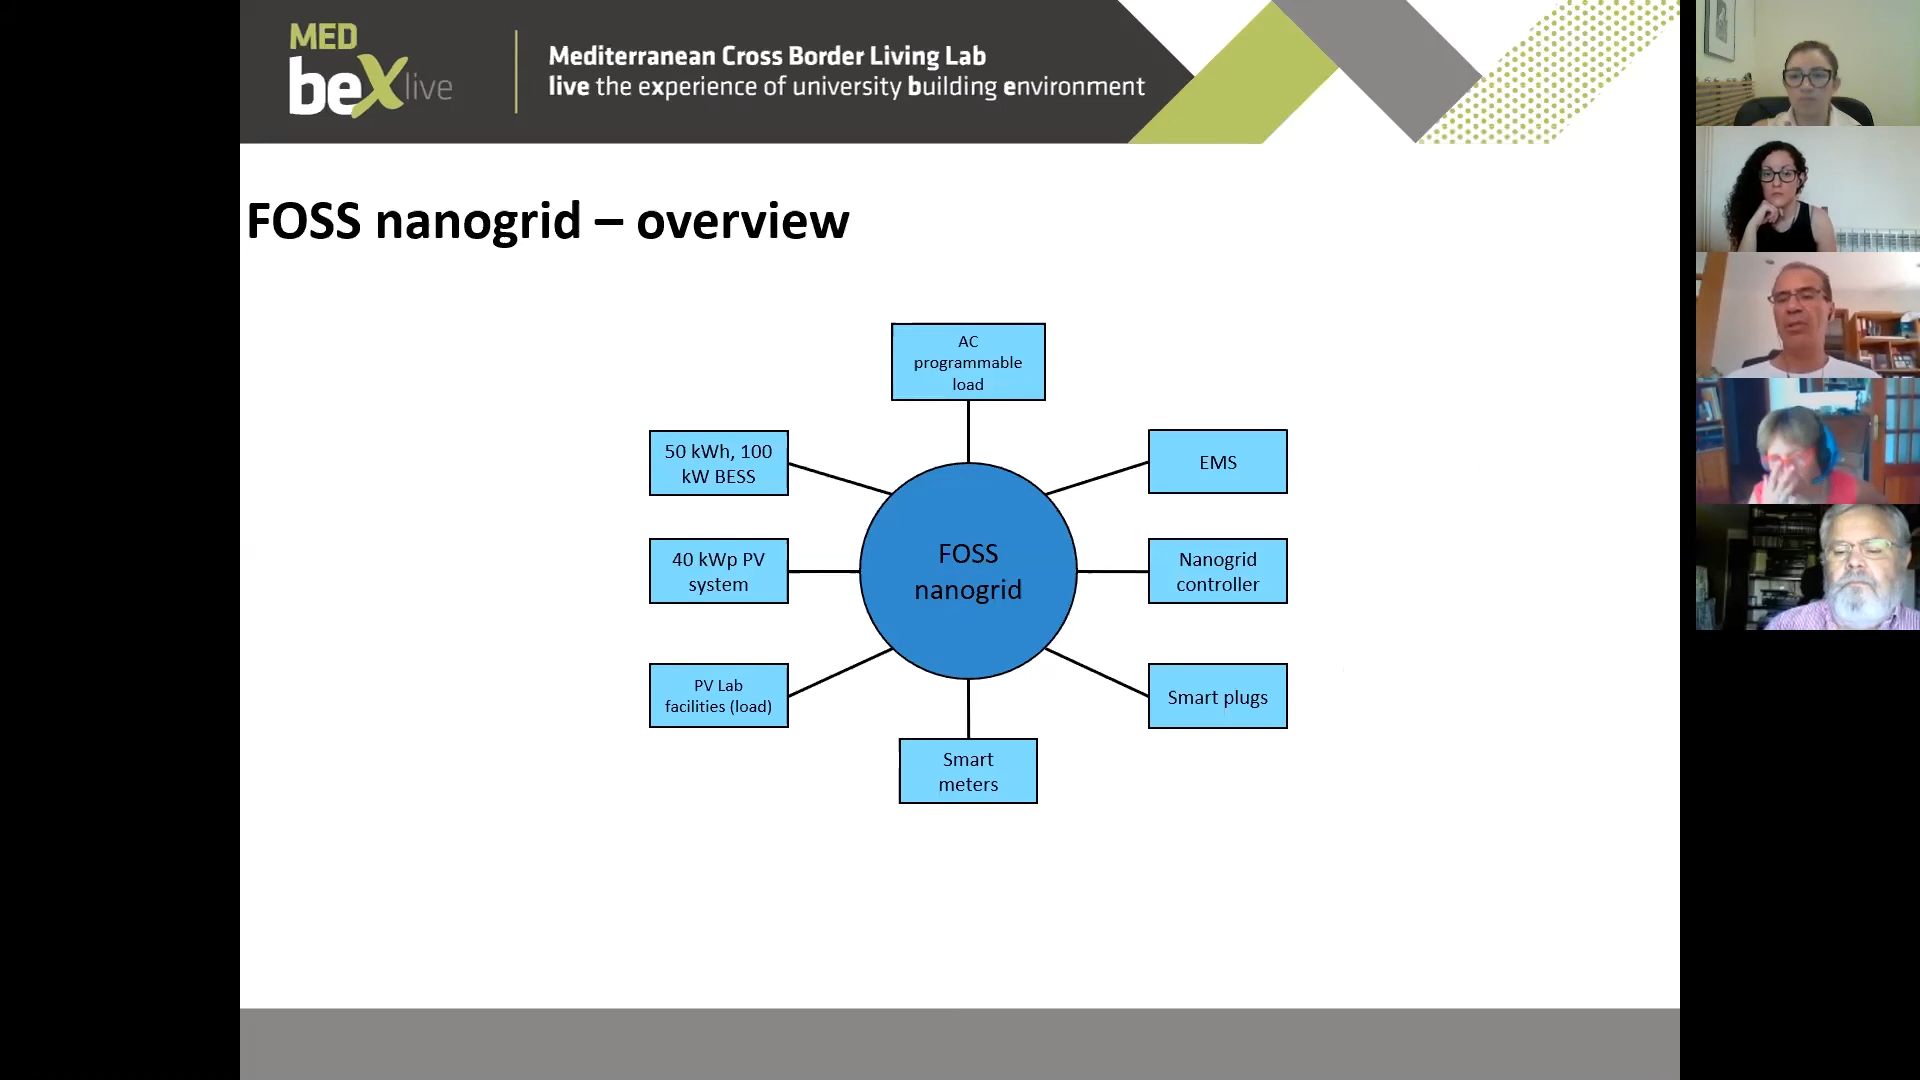 MED
beXlive
Mediterranean Cross Border Living Lab
live the experience of university building environment
FOSS nanogrid – overview
AC
programmable
load
50 kWh, 100
kW BESS
EMS
40 kWp PV
system
FOSS
nanogrid
Nanogrid
controller
PV Lab
facilities (load)
Smart plugs
Smart
meters